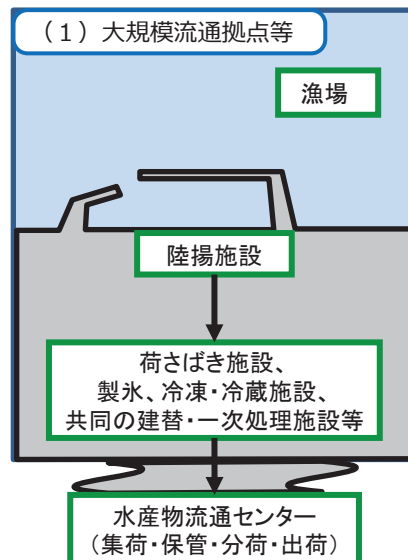 （１）大規模流通拠点等
漁場
陸揚施設
荷さばき施設、
製氷、冷凍・冷蔵施設、
共同の建替・一次処理施設等
水産物流通センター
（集荷・保管・分荷・出荷）